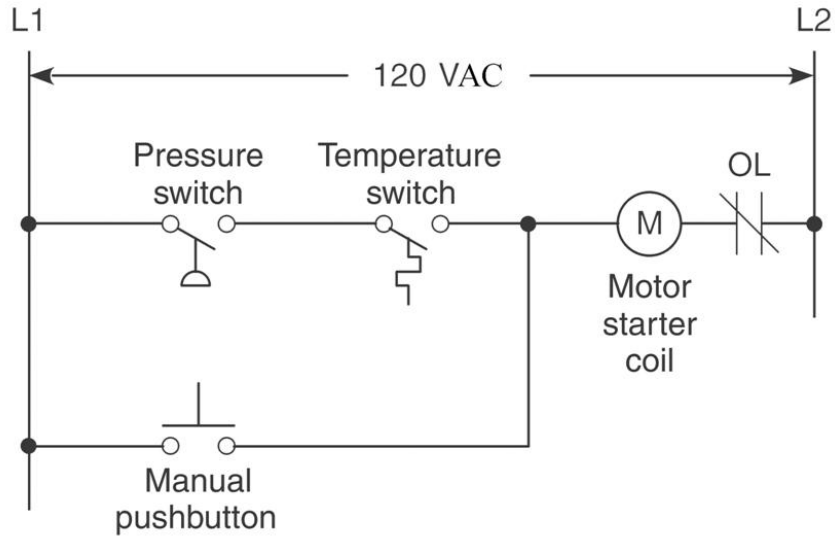 L1
L2
120 VAC
Pressure
switch
Temperature
switch
OL
M
Motor
starter
coil
Manual
pushbutton